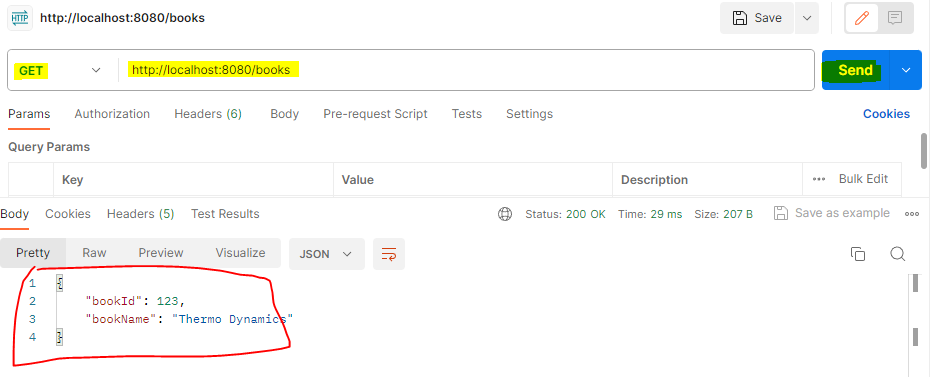 HTTP http://localhost:8080/books Save
GET http://localhost:8080/books Send
Params Authorization Headers (6) Body Pre-request Script Tests Settings Cookies
Query Params
Key Value Description ••• Bulk Edit
Body Cookies Headers (5) Test Results Status: 200 OK Time: 29 ms Size: 207 B Save as example
Pretty Raw Preview Visualize JSON
1 {
2 "bookId": 123,
3 "bookName": "Thermo Dynamics"
4 }